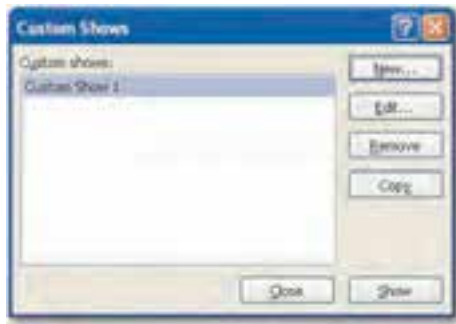 Custom Shows
Custom shows:
Custom Show 1
New...
Edit...
Remove
Copy
Close
Show